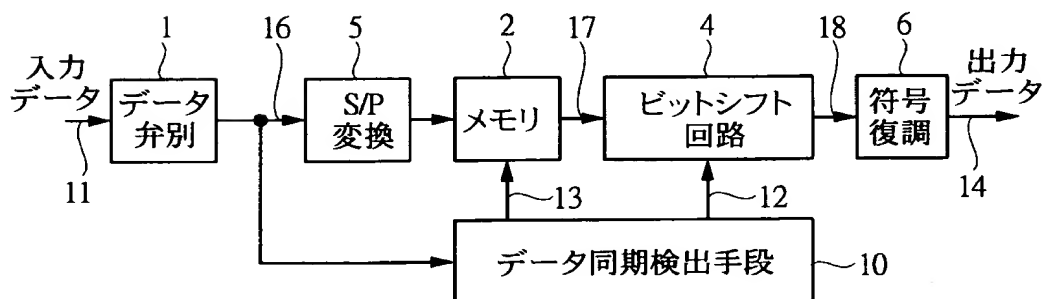 1
16
5
2
17
4
18
6
入力
データ
データ
弁別
S/P
変換
メモリ
ビットシフト
回路
符号
復調
出力
データ
11
13
12
14
データ同期検出手段
10